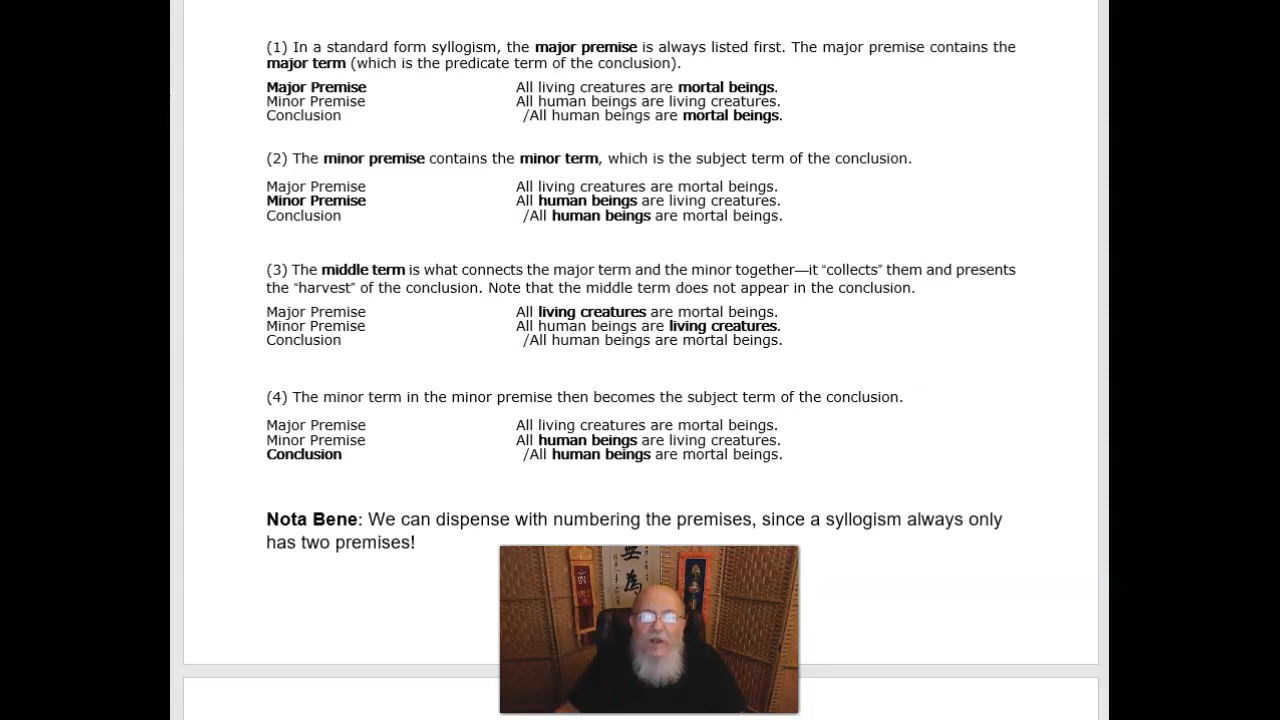 (1) In a standard form syllogism, the major premise is always listed first. The major premise contains the
major term (which is the predicate term of the conclusion).
Major Premise All living creatures are mortal beings.
Minor Premise All human beings are living creatures.
Conclusion /All human beings are mortal beings.
(2) The minor premise contains the minor term, which is the subject term of the conclusion.
Major Premise All living creatures are mortal beings.
Minor Premise All human beings are living creatures.
Conclusion /All human beings are mortal beings.
(3) The middle term is what connects the major term and the minor together—it “collects” them and presents
the “harvest” of the conclusion. Note that the middle term does not appear in the conclusion.
Major Premise All living creatures are mortal beings.
Minor Premise All human beings are living creatures.
Conclusion /All human beings are mortal beings.
(4) The minor term in the minor premise then becomes the subject term of the conclusion.
Major Premise All living creatures are mortal beings.
Minor Premise All human beings are living creatures.
Conclusion /All human beings are mortal beings.
Nota Bene: We can dispense with numbering the premises, since a syllogism always only
has two premises!
無
為